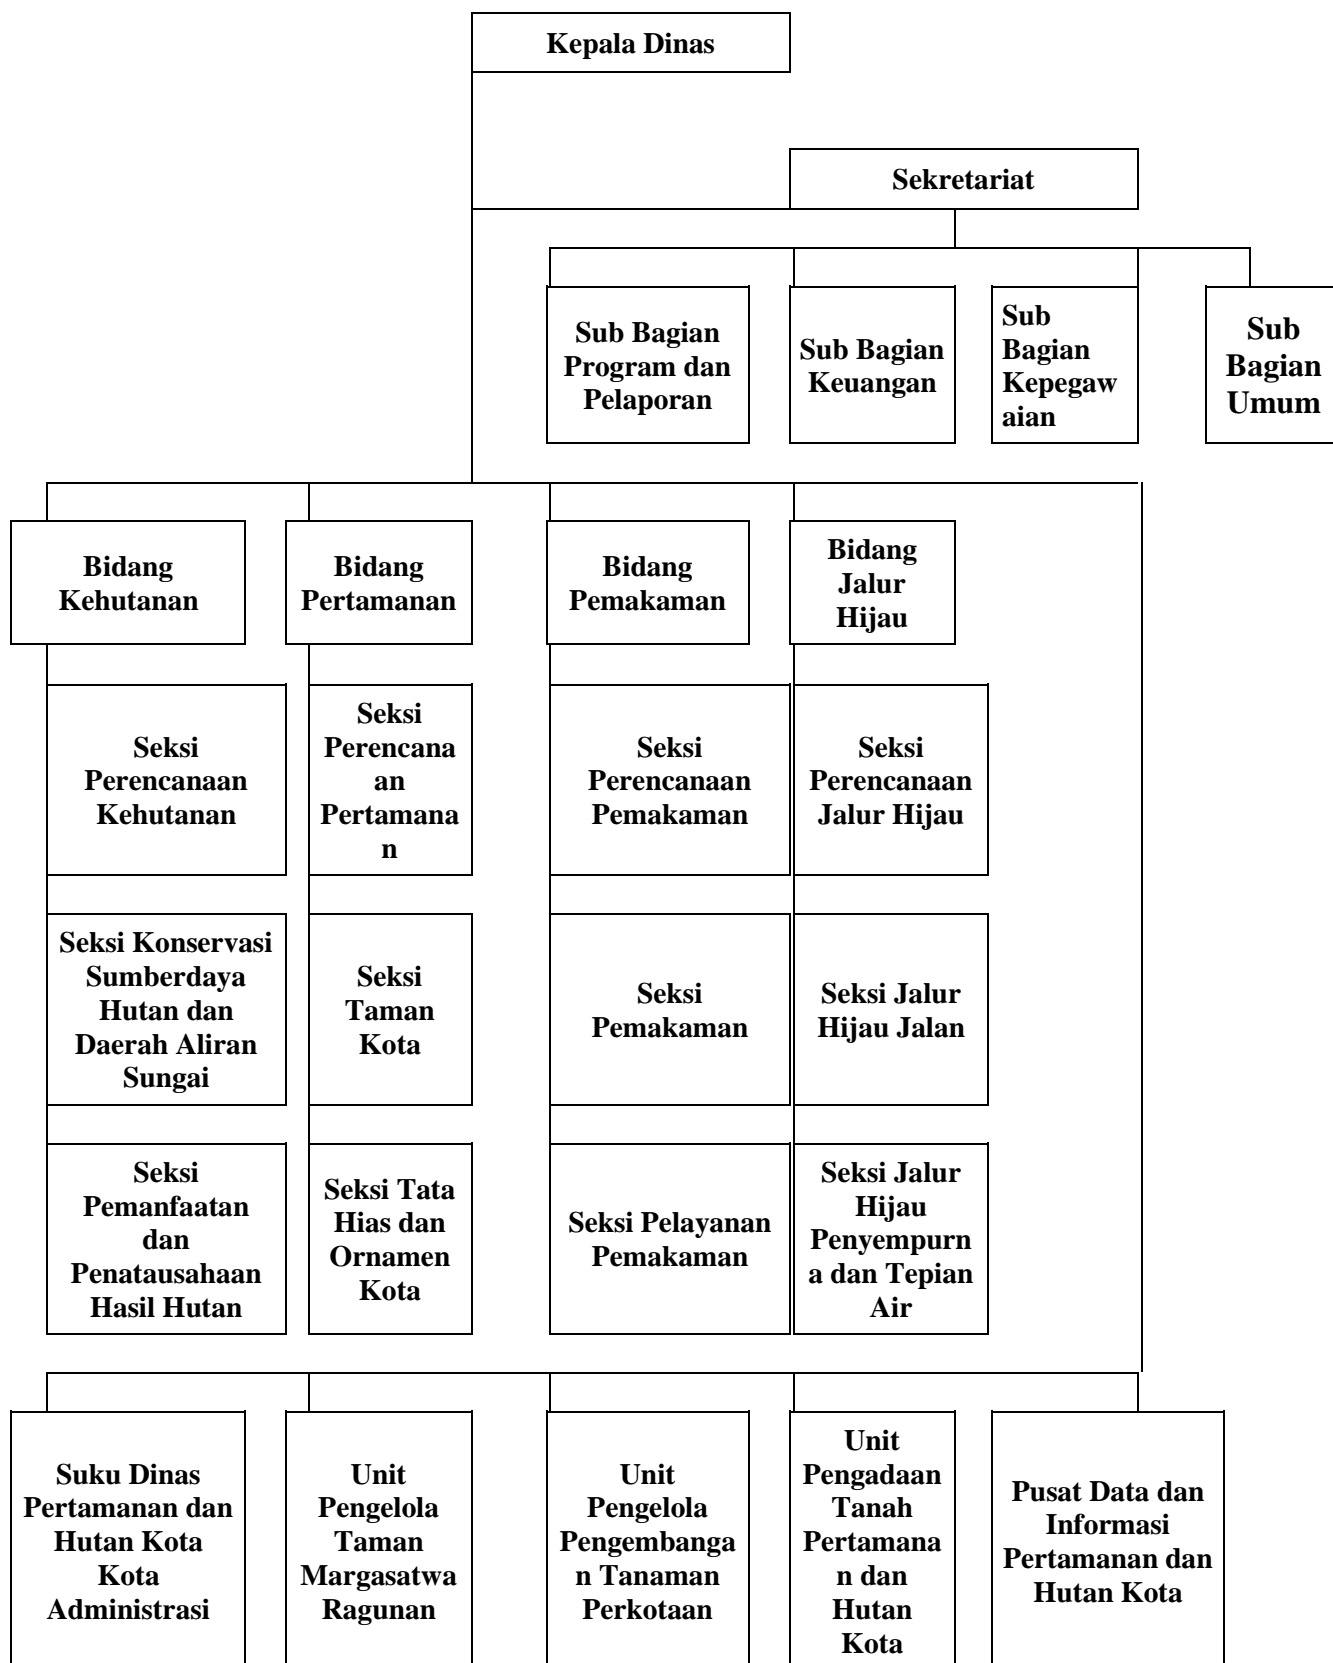 Kepala Dinas
Sekretariat
Sub Bagian
Program dan
Pelaporan
Sub Bagian
Keuangan
Sub
Bagian
Kepegaw
aian
Sub
Bagian
Umum
Bidang
Kehutanan
Bidang
Pertamanan
Bidang
Pemakaman
Bidang
Jalur
Hijau
Seksi
Perencanaan
Kehutanan
Seksi
Perencana
an
Pertamana
n
Seksi
Perencanaan
Pemakaman
Seksi
Perencanaan
Jalur Hijau
Seksi Konservasi
Sumberdaya
Hutan dan
Daerah Aliran
Sungai
Seksi
Taman
Kota
Seksi
Pemakaman
Seksi Jalur
Hijau Jalan
Seksi
Pemanfaatan
dan
Penatausahaan
Hasil Hutan
Seksi Tata
Hias dan
Ornamen
Kota
Seksi Pelayanan
Pemakaman
Seksi Jalur
Hijau
Penyempurn
a dan Tepian
Air
Suku Dinas
Pertamanan dan
Hutan Kota
Kota
Administrasi
Unit
Pengelola
Taman
Margasatwa
Ragunan
Unit
Pengelola
Pengembanga
n Tanaman
Perkotaan
Unit
Pengadaan
Tanah
Pertamana
n dan
Hutan
Kota
Pusat Data dan
Informasi
Pertamanan dan
Hutan Kota